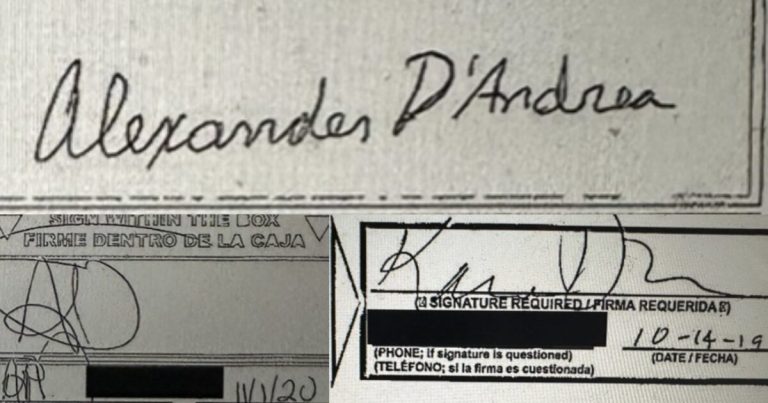 Alexander D'Andrea
SIGN WITHIN THE BOX
FIRME DENTRO DE LA CAJA
AD
11/1/20
(☒ SIGNATURE REQUIRED / FIRMA REQUERIDA ☒)
10-14-19
(PHONE; if signature is questioned)
(DATE / FECHA)
(TELÉFONO; si la firma es cuestionada)